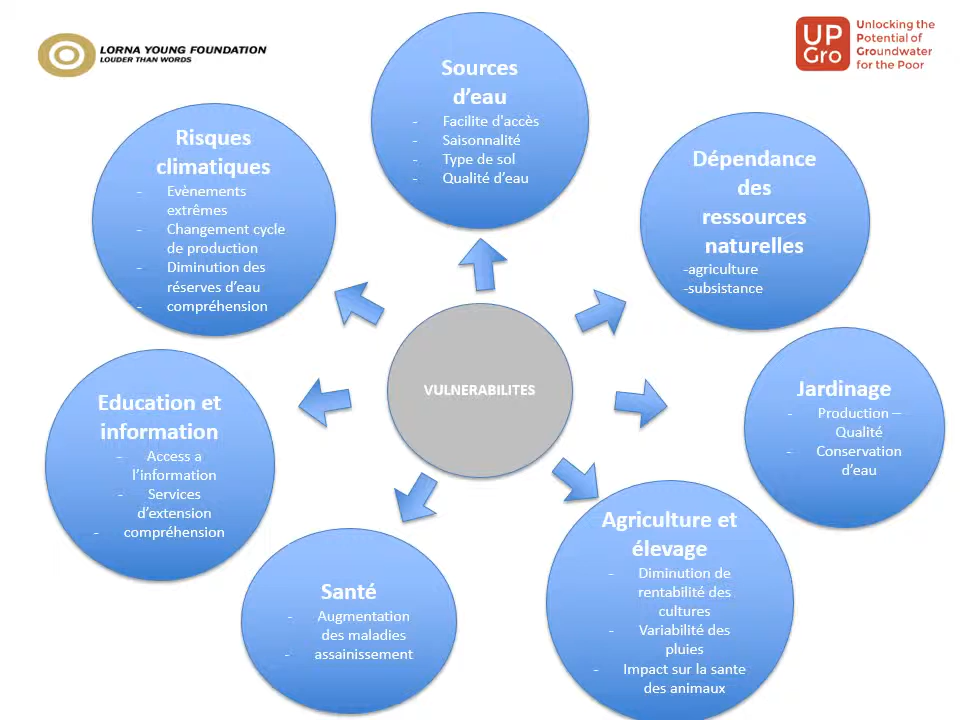 LORNA YOUNG FOUNDATION
LOUDER THAN WORDS
UP
Gro
Unlocking the
Potential of
Groundwater
for the Poor
Sources
d’eau
- Facilite d'accès
- Saisonnalité
- Type de sol
- Qualité d’eau
Dépendance
des
ressources
naturelles
-agriculture
-subsistance
Jardinage
- Production –
Qualité
- Conservation
d’eau
Agriculture et
élevage
- Diminution de
rentabilité des
cultures
- Variabilité des
pluies
- Impact sur la sante
des animaux
Santé
- Augmentation
des maladies
- assainissement
Education et
information
- Access a
l’information
- Services
d’extension
- compréhension
Risques
climatiques
- Evènements
extrêmes
- Changement cycle
de production
- Diminution des
réserves d’eau
- compréhension
VULNERABILITES